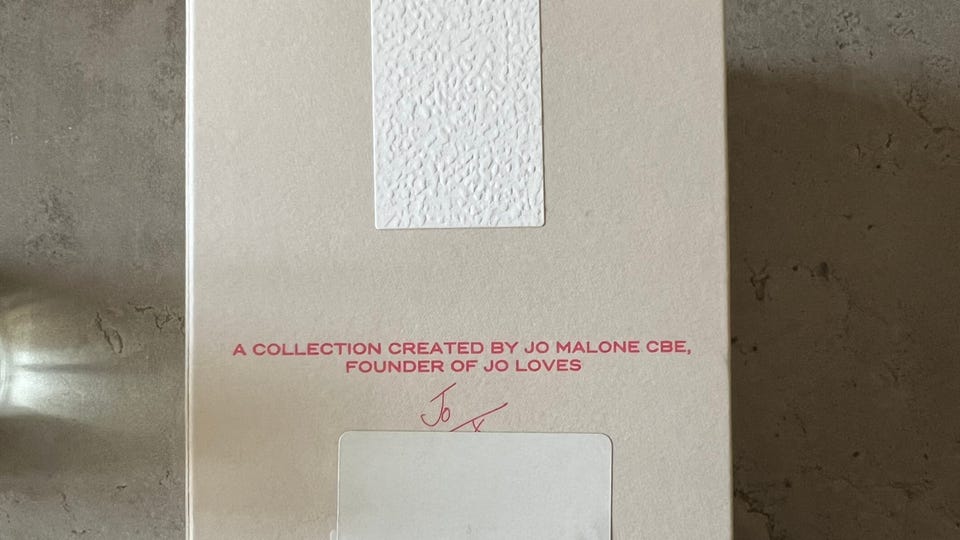 A COLLECTION CREATED BY JO MALONE CBE,
FOUNDER OF JO LOVES
Jo
x